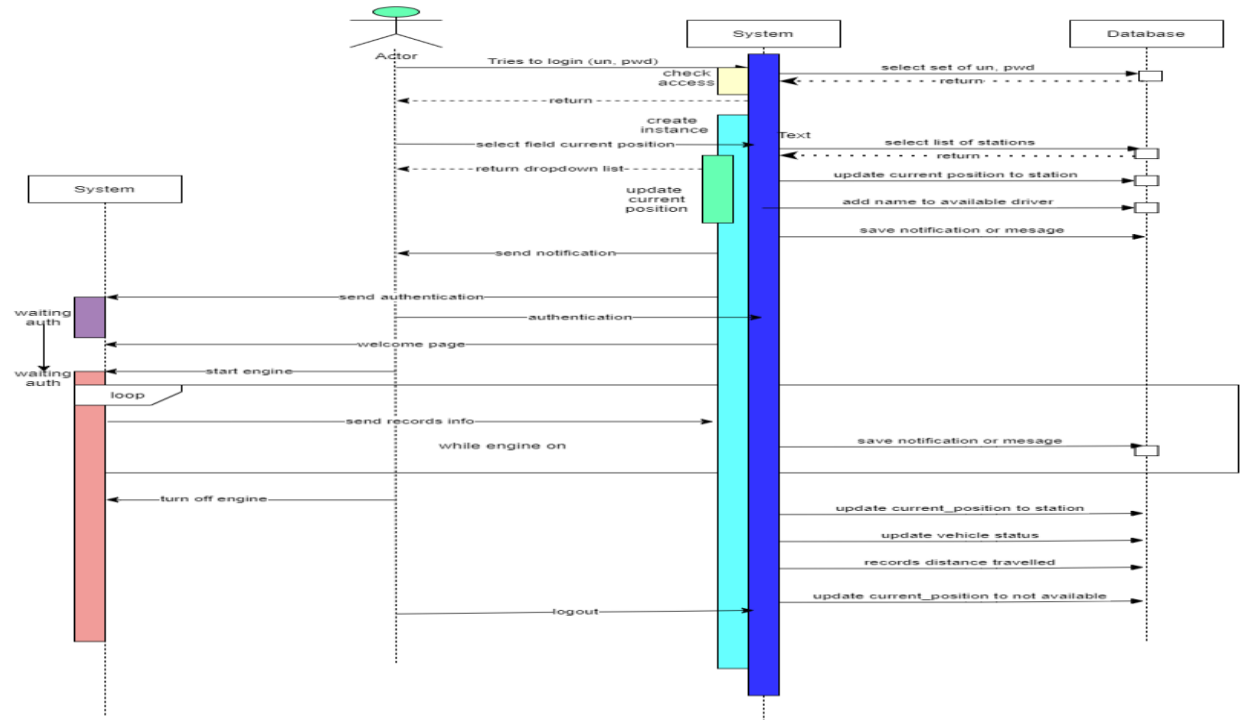 System
Database
Actor
Tries to login (un, pwd)
select set of un, pwd
check
access
return
return
create
instance
Text
select field current position
select list of stations
return
return dropdown list
update current position to station
System
update
current
position
add name to available driver
save notification or mesage
send notification
send authentication
waiting
auth
authentication
welcome page
start engine
waiting
auth
loop
send records info
while engine on
save notification or mesage
turn off engine
update current_position to station
update vehicle status
records distance travelled
update current_position to not available
logout